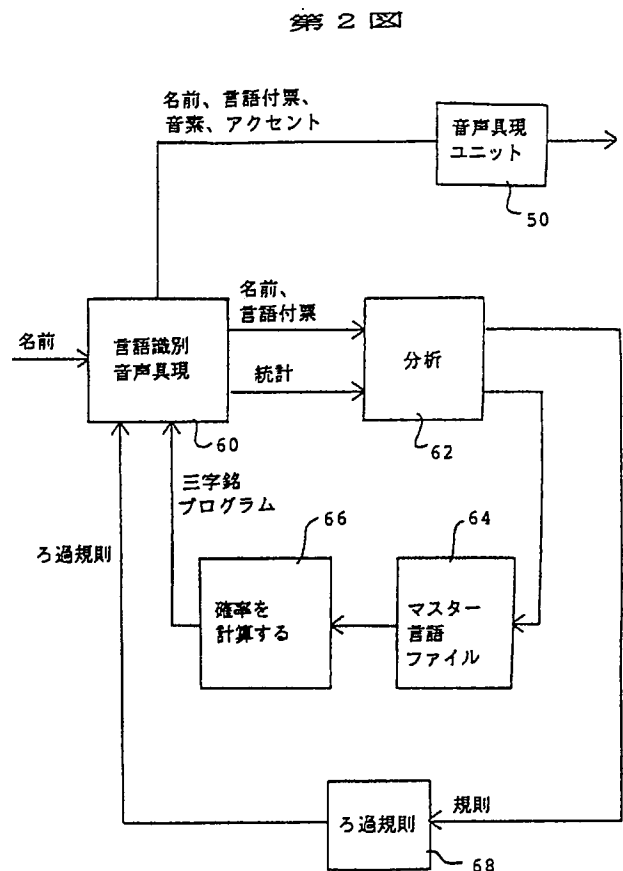 第2図
名前、言語付票、
音素、アクセント
音声具現
ユニット
50
名前
言語識別
音声具現
60
名前、
言語付票
統計
分析
62
三字銘
プログラム
ろ過規則
66
確率を
計算する
64
マスター
言語
ファイル
規則
ろ過規則
68